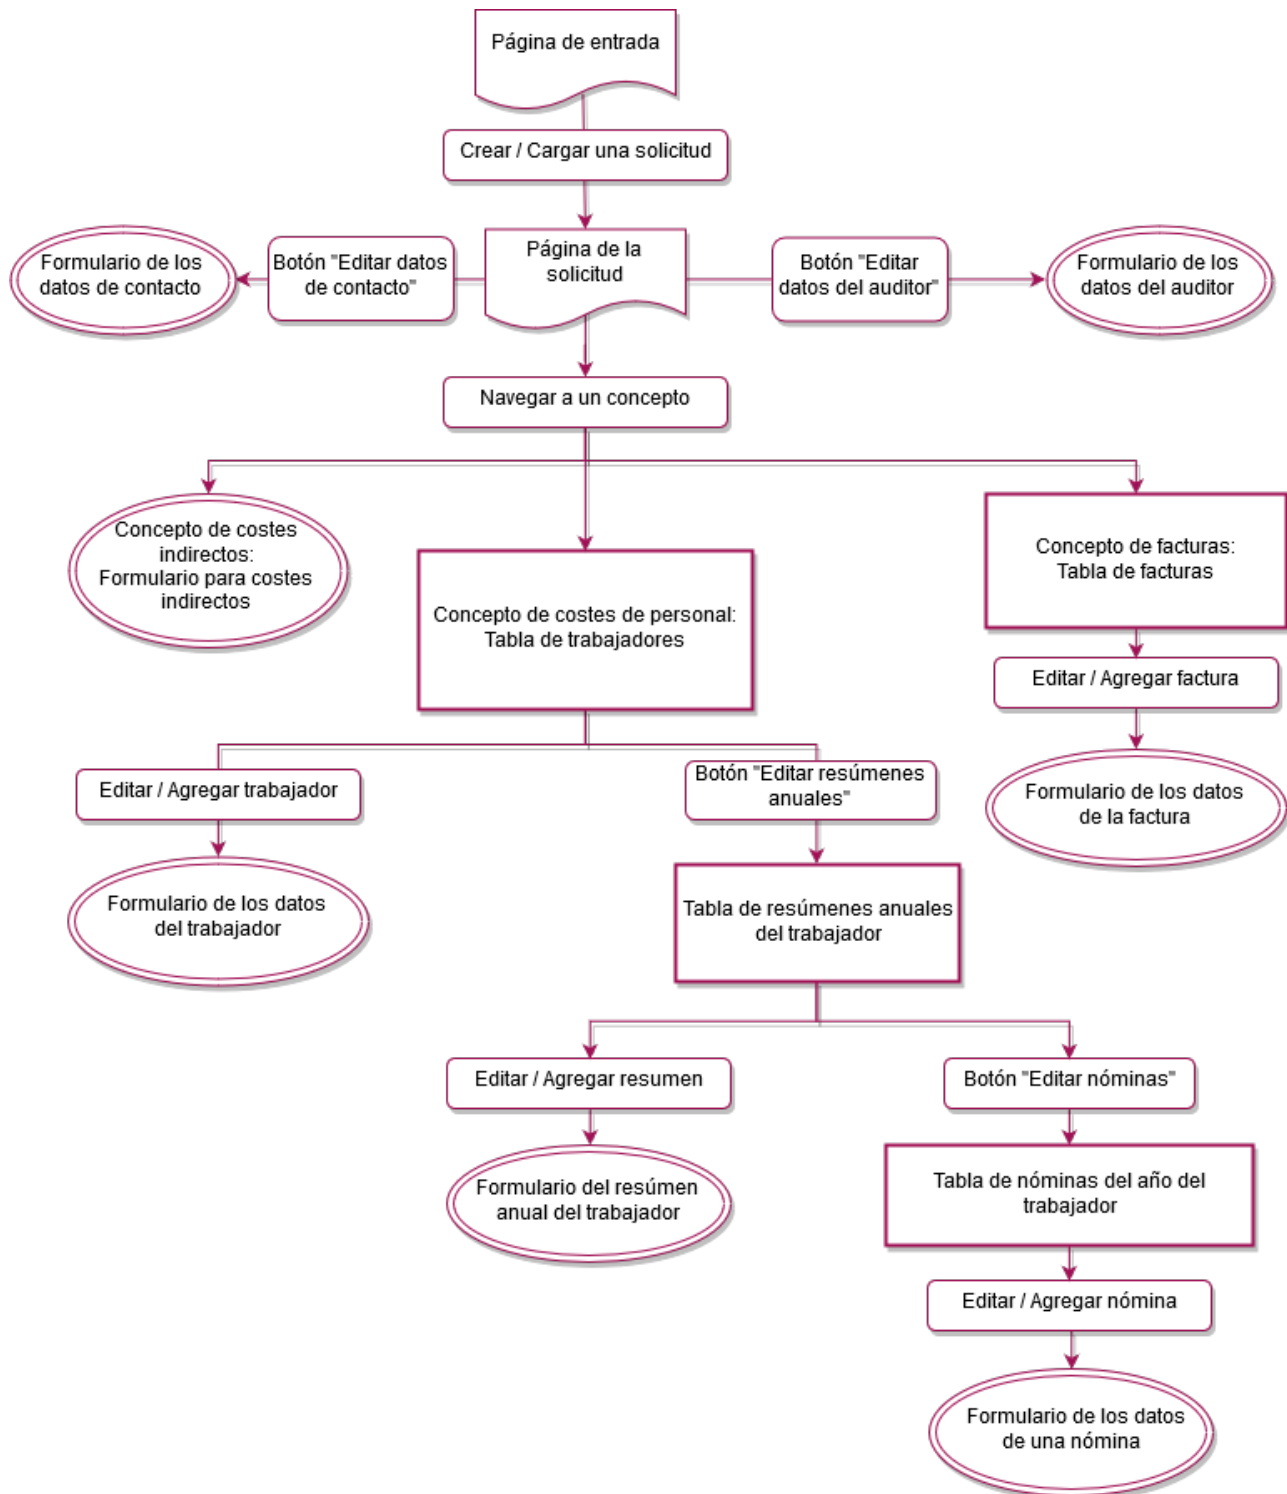 Página de entrada
Crear / Cargar una solicitud
Formulario de los
datos de contacto
Botón "Editar datos
de contacto"
Página de la
solicitud
Botón "Editar
datos del auditor"
Formulario de los
datos del auditor
Navegar a un concepto
Concepto de costes
indirectos:
Formulario para costes
indirectos
Concepto de costes de personal:
Tabla de trabajadores
Concepto de facturas:
Tabla de facturas
Editar / Agregar factura
Formulario de los datos
de la factura
Editar / Agregar trabajador
Botón "Editar resúmenes
anuales"
Formulario de los datos
del trabajador
Tabla de resúmenes anuales
del trabajador
Editar / Agregar resumen
Botón "Editar nóminas"
Formulario del resúmen
anual del trabajador
Tabla de nóminas del año del
trabajador
Editar / Agregar nómina
Formulario de los datos
de una nómina